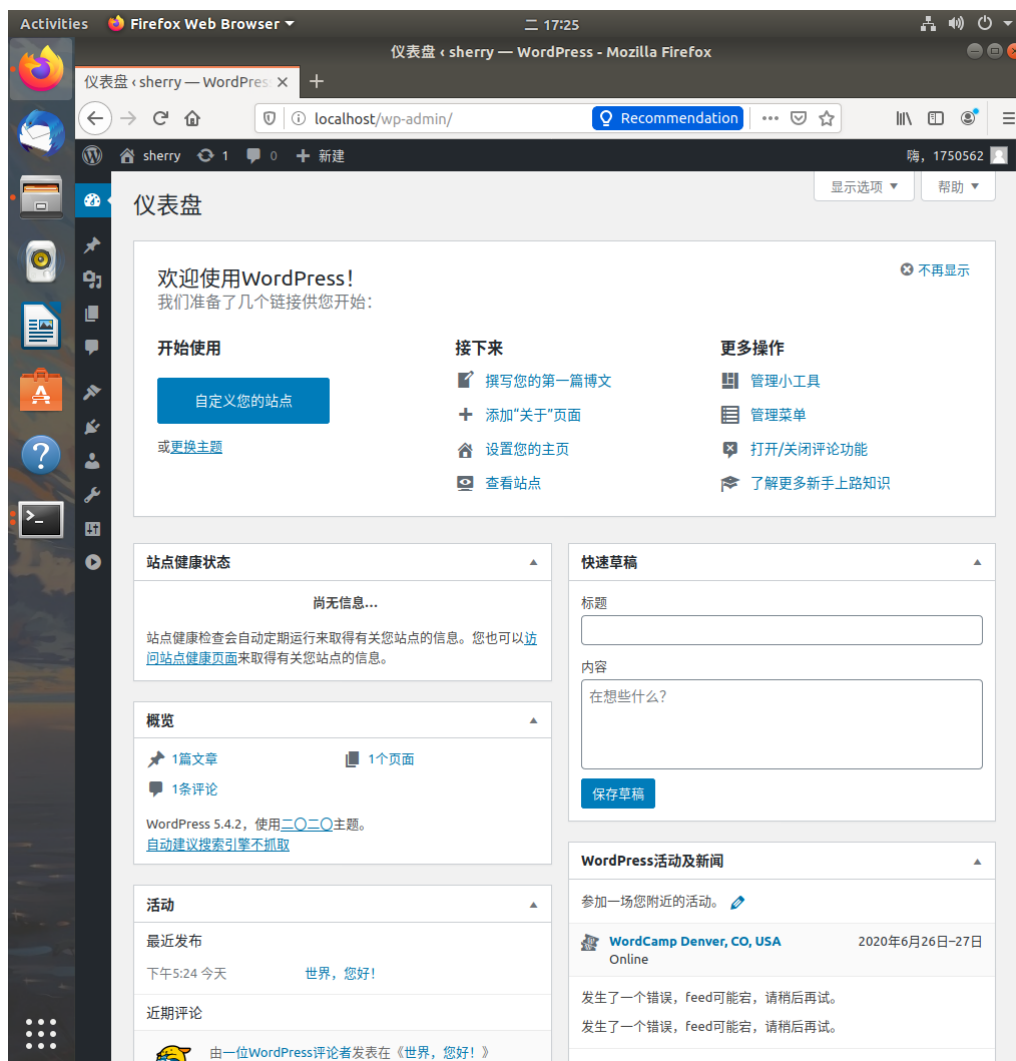 Activities Firefox Web Browser 二 17:25
仪表盘 ‹ sherry — WordPress - Mozilla Firefox
仪表盘 ‹ sherry — WordPres
localhost/wp-admin/ Recommendation
sherry 1 0 新建 嗨，1750562
仪表盘 显示选项 帮助
欢迎使用WordPress！ 不再显示
我们准备了几个链接供您开始：
开始使用 接下来 更多操作
自定义您的站点 撰写您的第一篇博文 管理小工具
添加“关于”页面 管理菜单
或更换主题 设置您的主页 打开/关闭评论功能
查看站点 了解更多新手上路知识
站点健康状态
尚无信息…
站点健康检查会自动定期运行来取得有关您站点的信息。您也可以访
问站点健康页面来取得有关您站点的信息。
概览
1篇文章 1个页面
1条评论
WordPress 5.4.2，使用二〇二〇主题。
自动建议搜索引擎不抓取
活动
最近发布
下午5:24 今天 世界，您好！
近期评论
由一位WordPress评论者发表在《世界，您好！》
快速草稿
标题
内容
在想些什么？
保存草稿
WordPress活动及新闻
参加一场您附近的活动。
WordCamp Denver, CO, USA 2020年6月26日–27日
Online
发生了一个错误，feed可能宕，请稍后再试。
发生了一个错误，feed可能宕，请稍后再试。